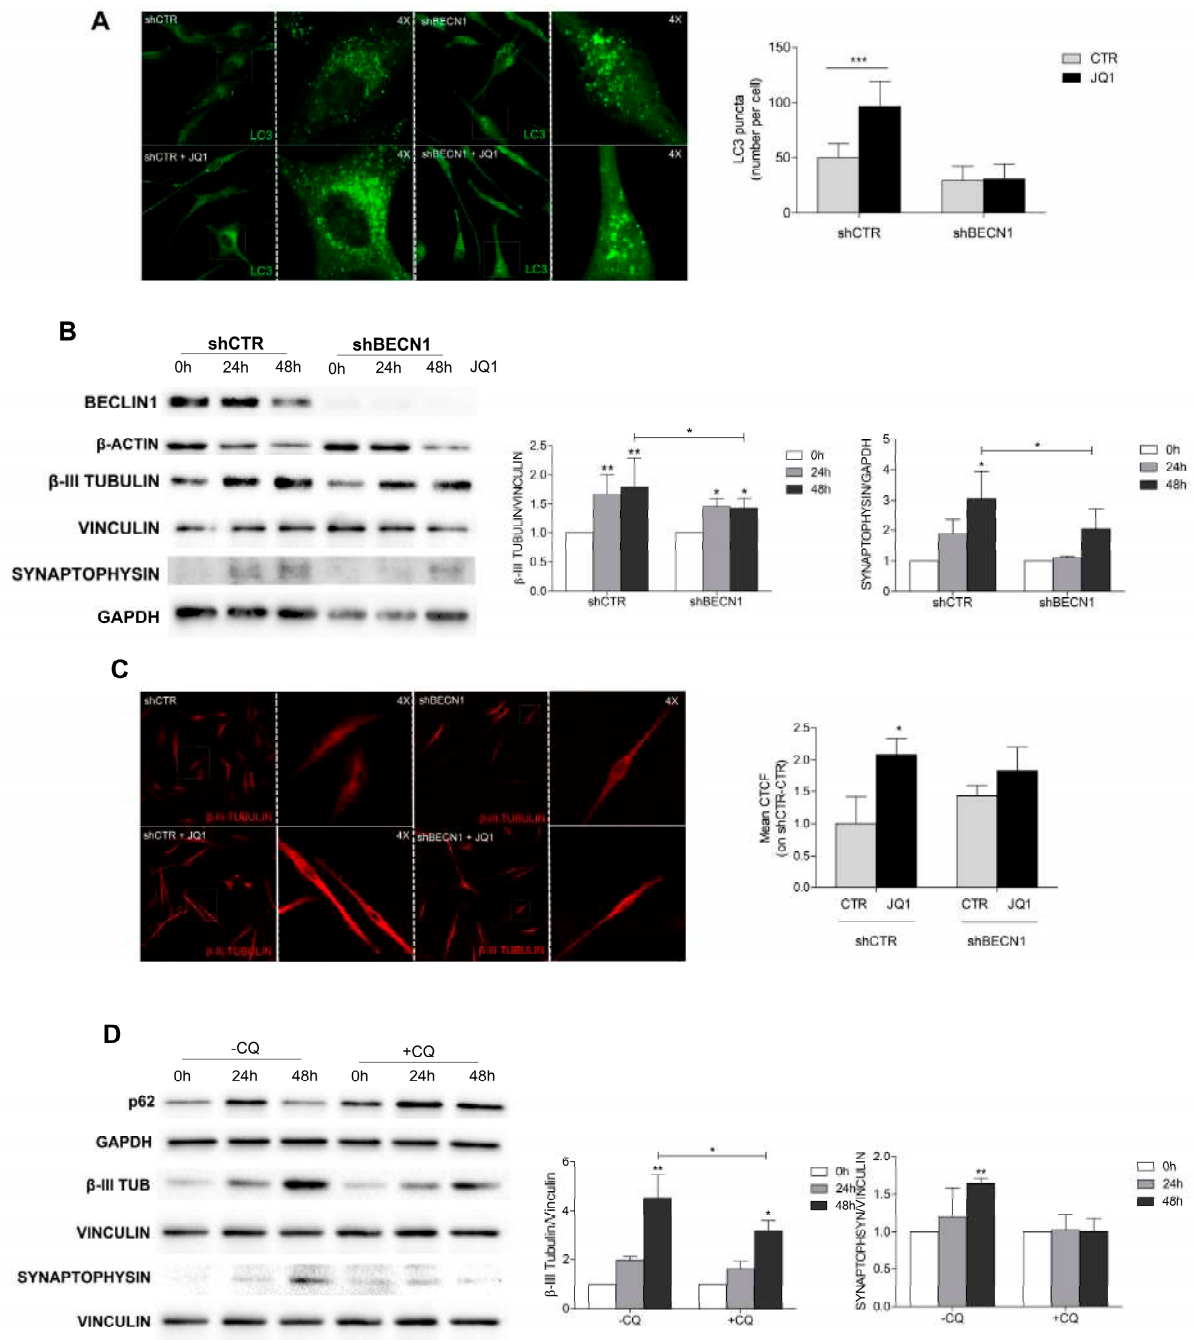 A
shCTR
4X
shBECN1
4X
LC3
LC3
shCTR + JQ1
4X
shBECN1 + JQ1
4X
LC3
LC3
150
100
50
0
LC3 puncta
(number per cell)
***
shCTR
shBECN1
CTR
JQ1
B
shCTR
shBECN1
0h
24h
48h
0h
24h
48h
JQ1
BECLIN1
β-ACTIN
β-III TUBULIN
VINCULIN
SYNAPTOPHYSIN
GAPDH
β-III TUBULIN/VINCULIN
2.5
2.0
1.5
1.0
0.5
0.0
**
**
*
*
*
shCTR
shBECN1
0h
24h
48h
SYNAPTOPHYSIN/GAPDH
5
4
3
2
1
0
*
*
shCTR
shBECN1
0h
24h
48h
C
shCTR
4X
shBECN1
4X
β-III TUBULIN
β-III TUBULIN
shCTR + JQ1
4X
shBECN1 + JQ1
β-III TUBULIN
β-III TUBULIN
Mean CTCF
(on shCTR-CTR)
2.5
2.0
1.5
1.0
0.5
0.0
*
CTR
JQ1
CTR
JQ1
shCTR
shBECN1
D
-CQ
+CQ
0h
24h
48h
0h
24h
48h
p62
GAPDH
β-III TUB
VINCULIN
SYNAPTOPHYSIN
VINCULIN
β-III Tubulin/Vinculin
6
4
2
0
**
*
*
-CQ
+CQ
0h
24h
48h
SYNAPTOPHSYN/VINCULIN
2.0
1.5
1.0
0.5
0.0
**
-CQ
+CQ
0h
24h
48h